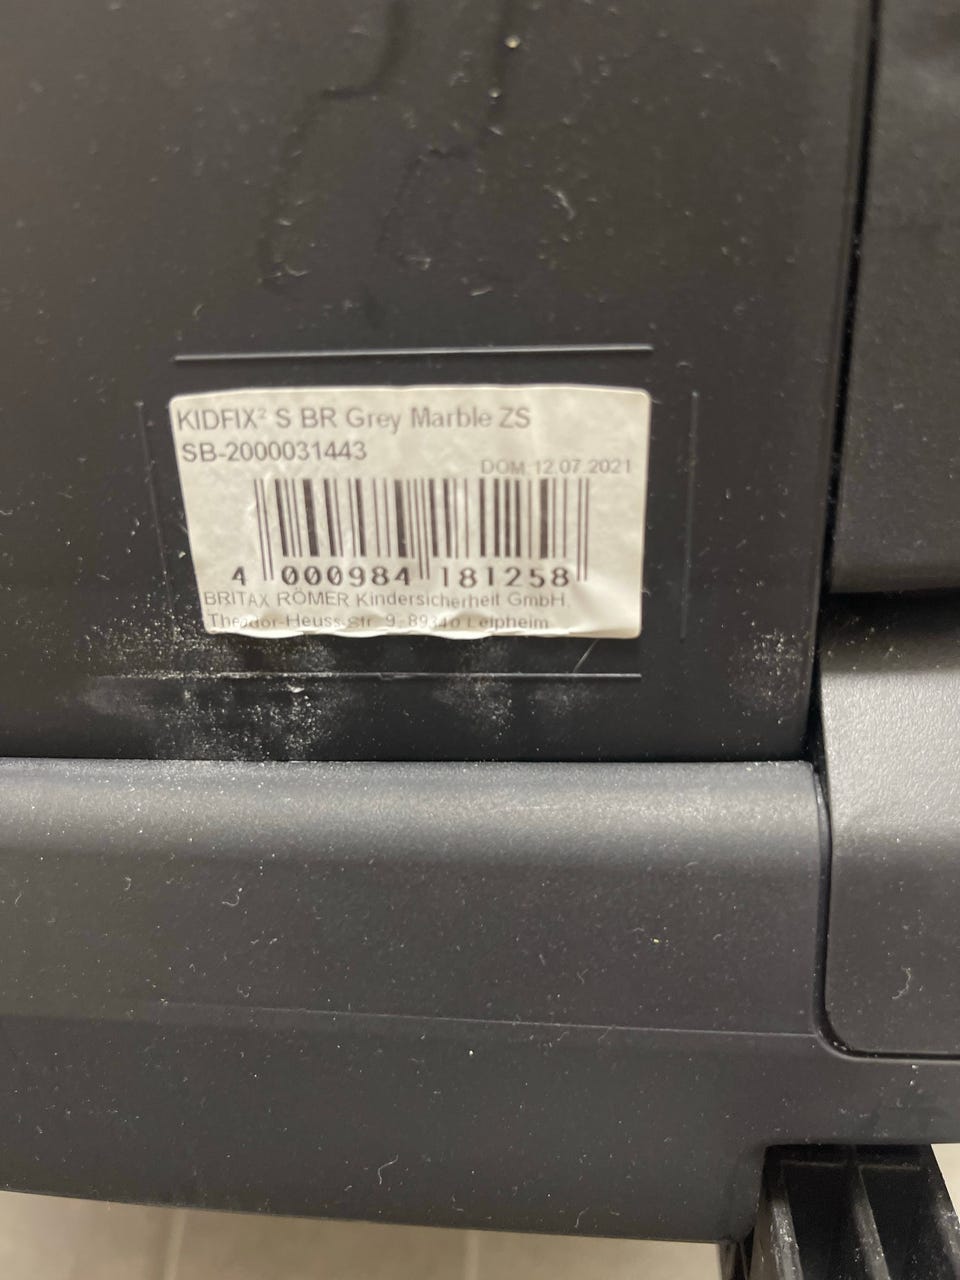 KIDFIX² S BR Grey Marble ZS
SB-2000031443
DOM: 12.07.2021
4 000984 181258
BRITAX RÖMER Kindersicherheit GmbH,
Theodor-Heuss-str. 9, 89340 Leipheim